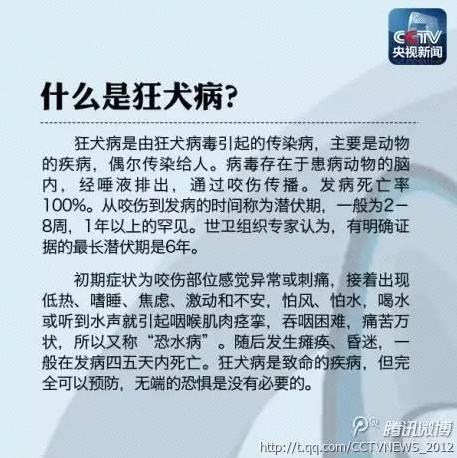 CCTV
央视新闻
什么是狂犬病?
狂犬病是由狂犬病毒引起的传染病，主要是动物
的疾病，偶尔传染给人。病毒存在于患病动物的脑
内，经唾液排出，通过咬伤传播。发病死亡率
100%。从咬伤到发病的时间称为潜伏期，一般为2－
8周，1年以上的罕见。世卫组织专家认为，有明确证
据的最长潜伏期是6年。
初期症状为咬伤部位感觉异常或刺痛，接着出现
低热、嗜睡、焦虑、激动和不安，怕风、怕水，喝水
或听到水声就引起咽喉肌肉痉挛，吞咽困难，痛苦万
状，所以又称“恐水病”。随后发生瘫痪、昏迷，一
般在发病四五天内死亡。狂犬病是致命的疾病，但完
全可以预防，无端的恐惧是没有必要的。
腾讯微博
http://t.qq.com/CCTVNEWS_2012